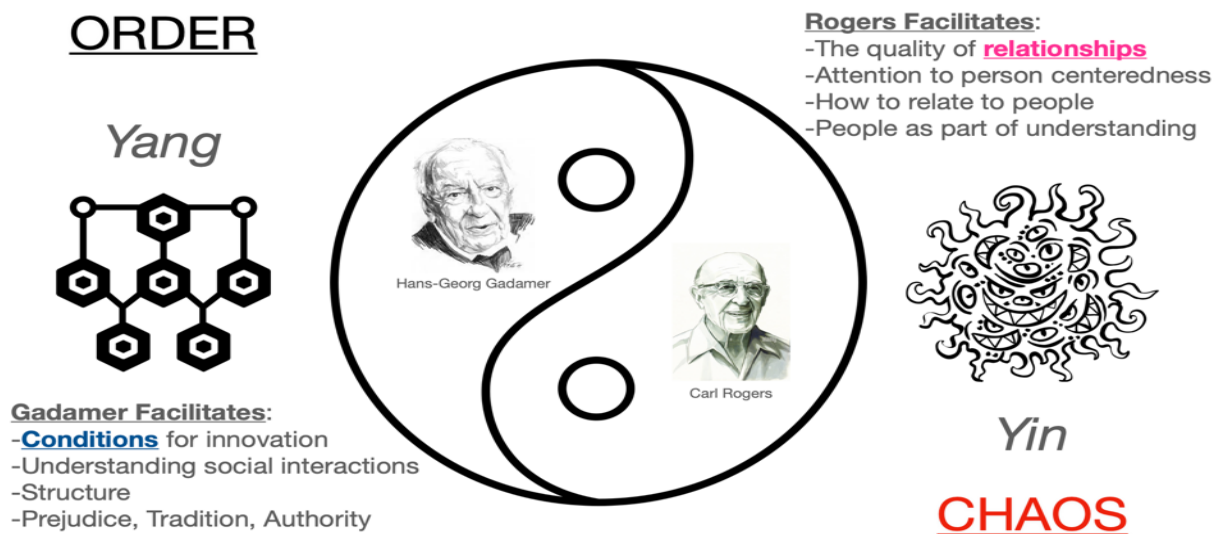 ORDER
Yang
Gadamer Facilitates:
-Conditions for innovation
-Understanding social interactions
-Structure
-Prejudice, Tradition, Authority
Hans-Georg Gadamer
Carl Rogers
Rogers Facilitates:
-The quality of relationships
-Attention to person centeredness
-How to relate to people
-People as part of understanding
Yin
CHAOS